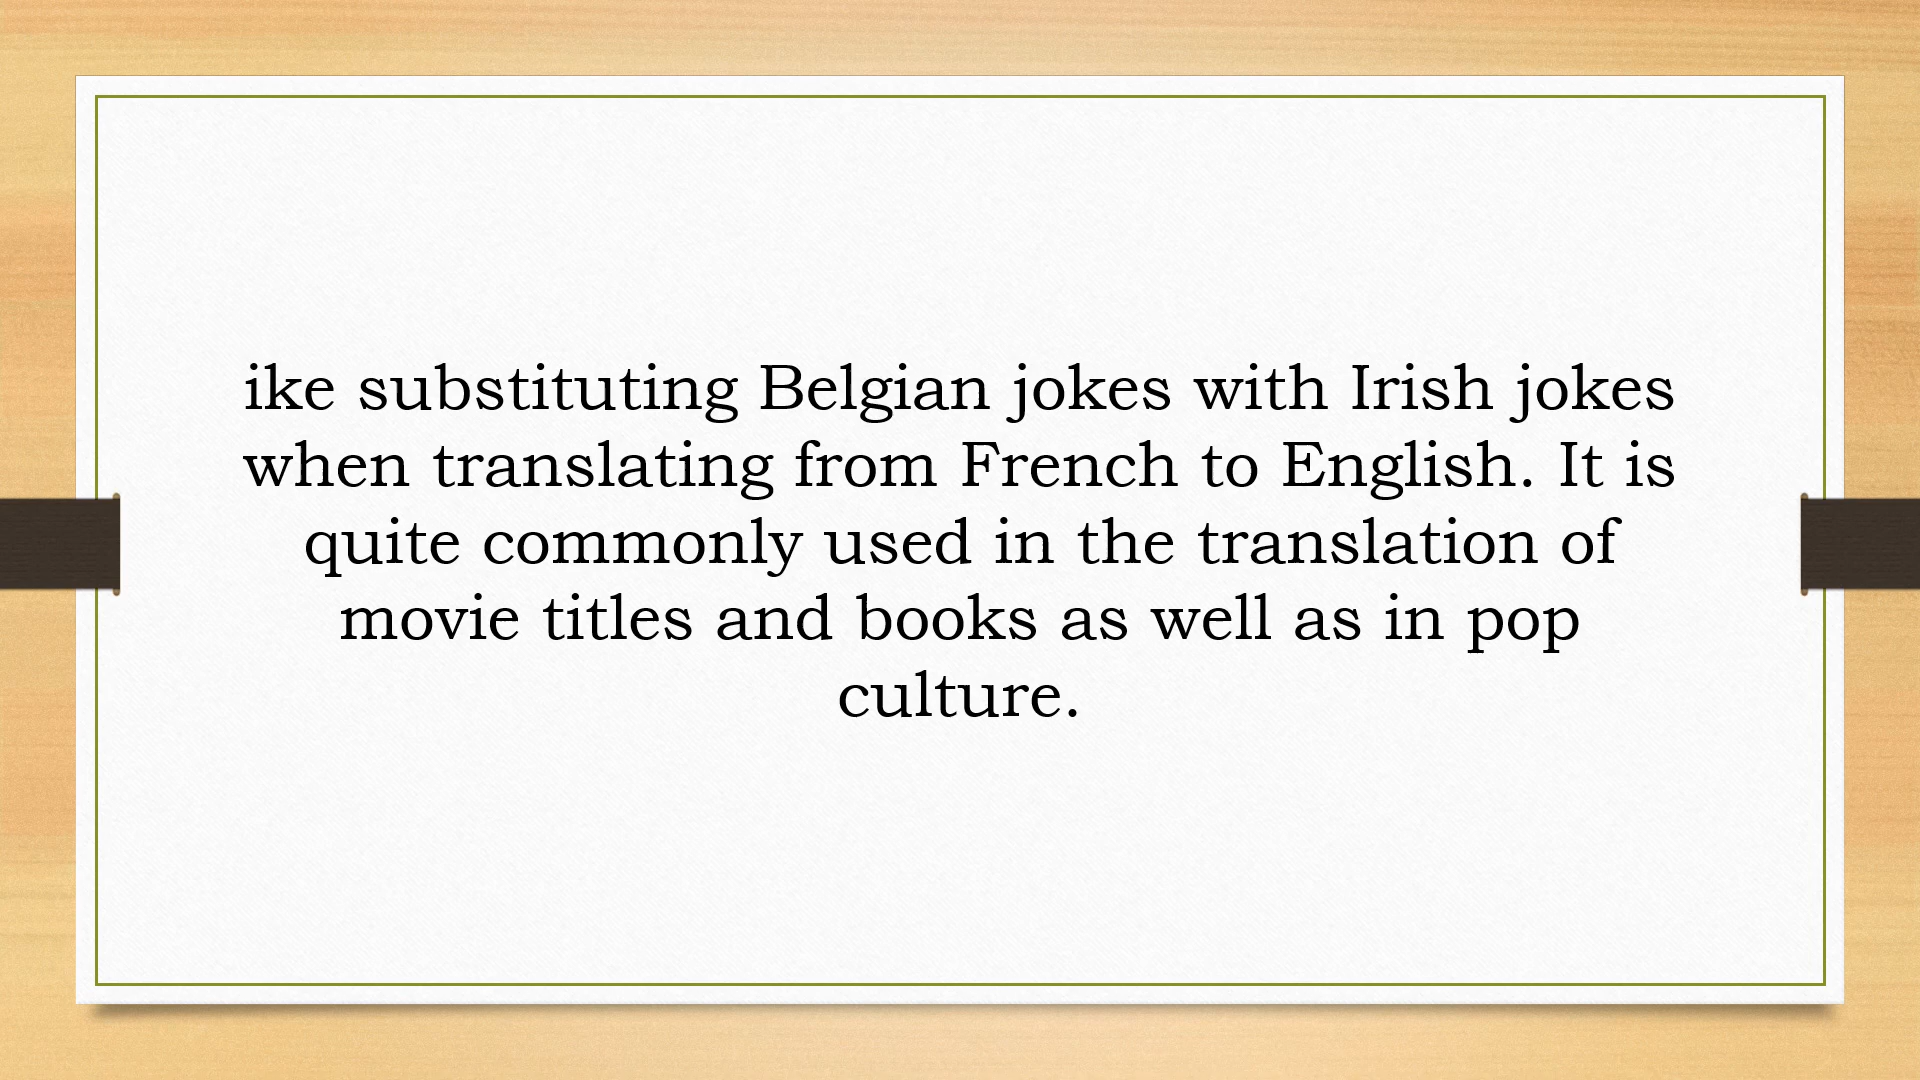 ike substituting Belgian jokes with Irish jokes
when translating from French to English. It is
quite commonly used in the translation of
movie titles and books as well as in pop
culture.